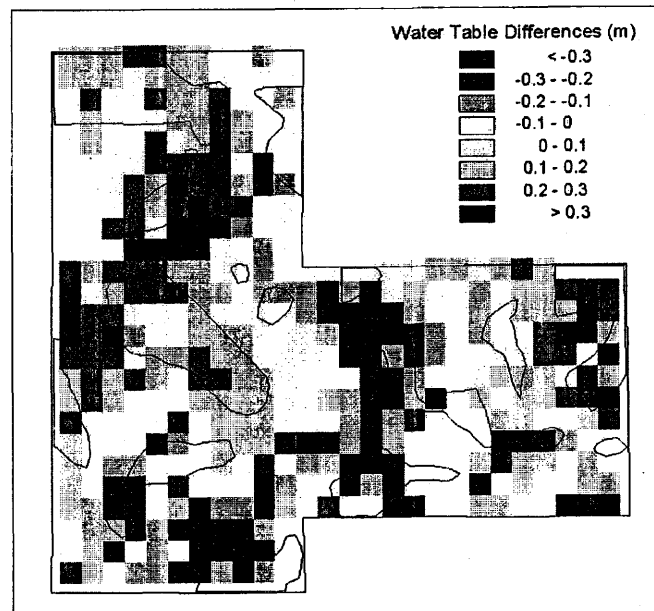 Water Table Differences (m)
< -0.3
-0.3 - -0.2
-0.2 - -0.1
-0.1 - 0
0 - 0.1
0.1 - 0.2
0.2 - 0.3
> 0.3